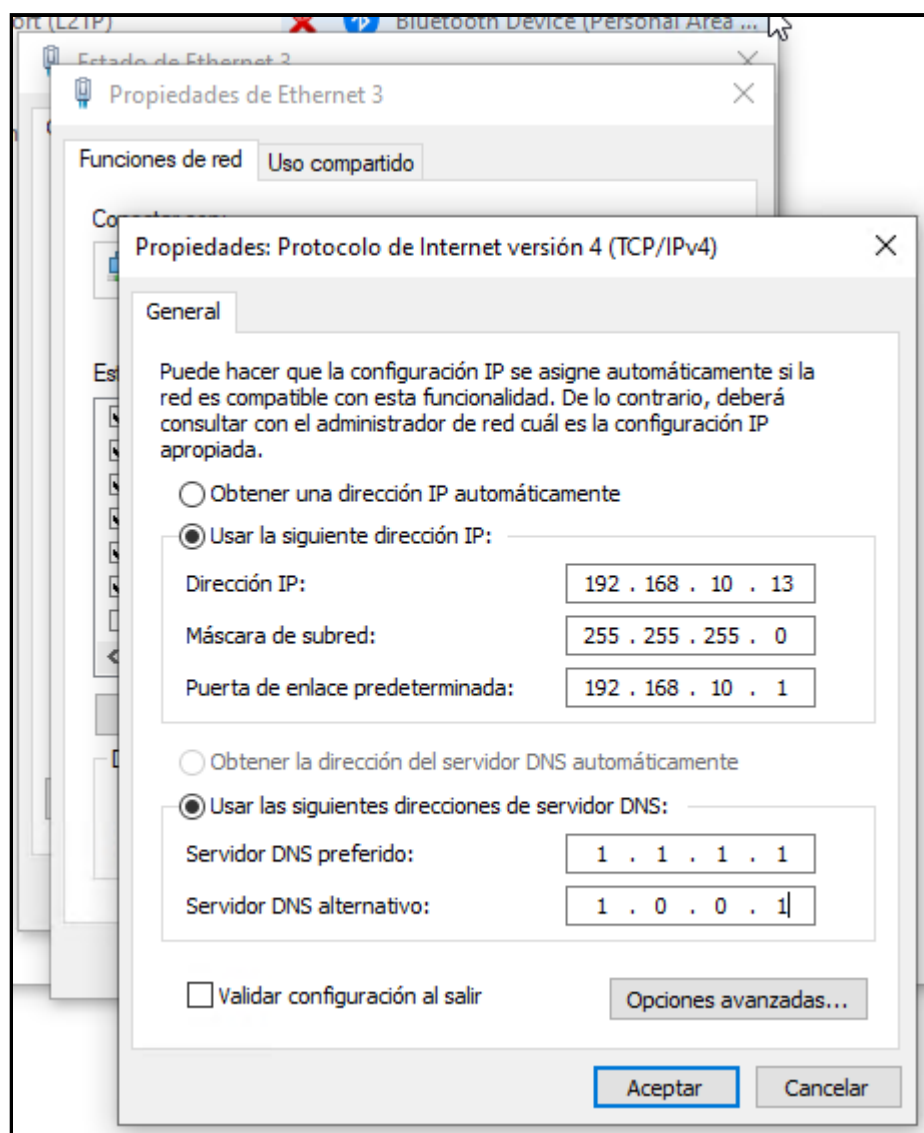 ort (L2TP)
Bluetooth Device (Personal Area ...
Estado de Ethernet 3
Propiedades de Ethernet 3
Funciones de red
Uso compartido
Propiedades: Protocolo de Internet versión 4 (TCP/IPv4)
General
Puede hacer que la configuración IP se asigne automáticamente si la
red es compatible con esta funcionalidad. De lo contrario, deberá
consultar con el administrador de red cuál es la configuración IP
apropiada.
Obtener una dirección IP automáticamente
Usar la siguiente dirección IP:
Dirección IP:
192 . 168 . 10 . 13
Máscara de subred:
255 . 255 . 255 . 0
Puerta de enlace predeterminada:
192 . 168 . 10 . 1
Obtener la dirección del servidor DNS automáticamente
Usar las siguientes direcciones de servidor DNS:
Servidor DNS preferido:
1 . 1 . 1 . 1
Servidor DNS alternativo:
1 . 0 . 0 . 1
Validar configuración al salir
Opciones avanzadas...
Aceptar
Cancelar